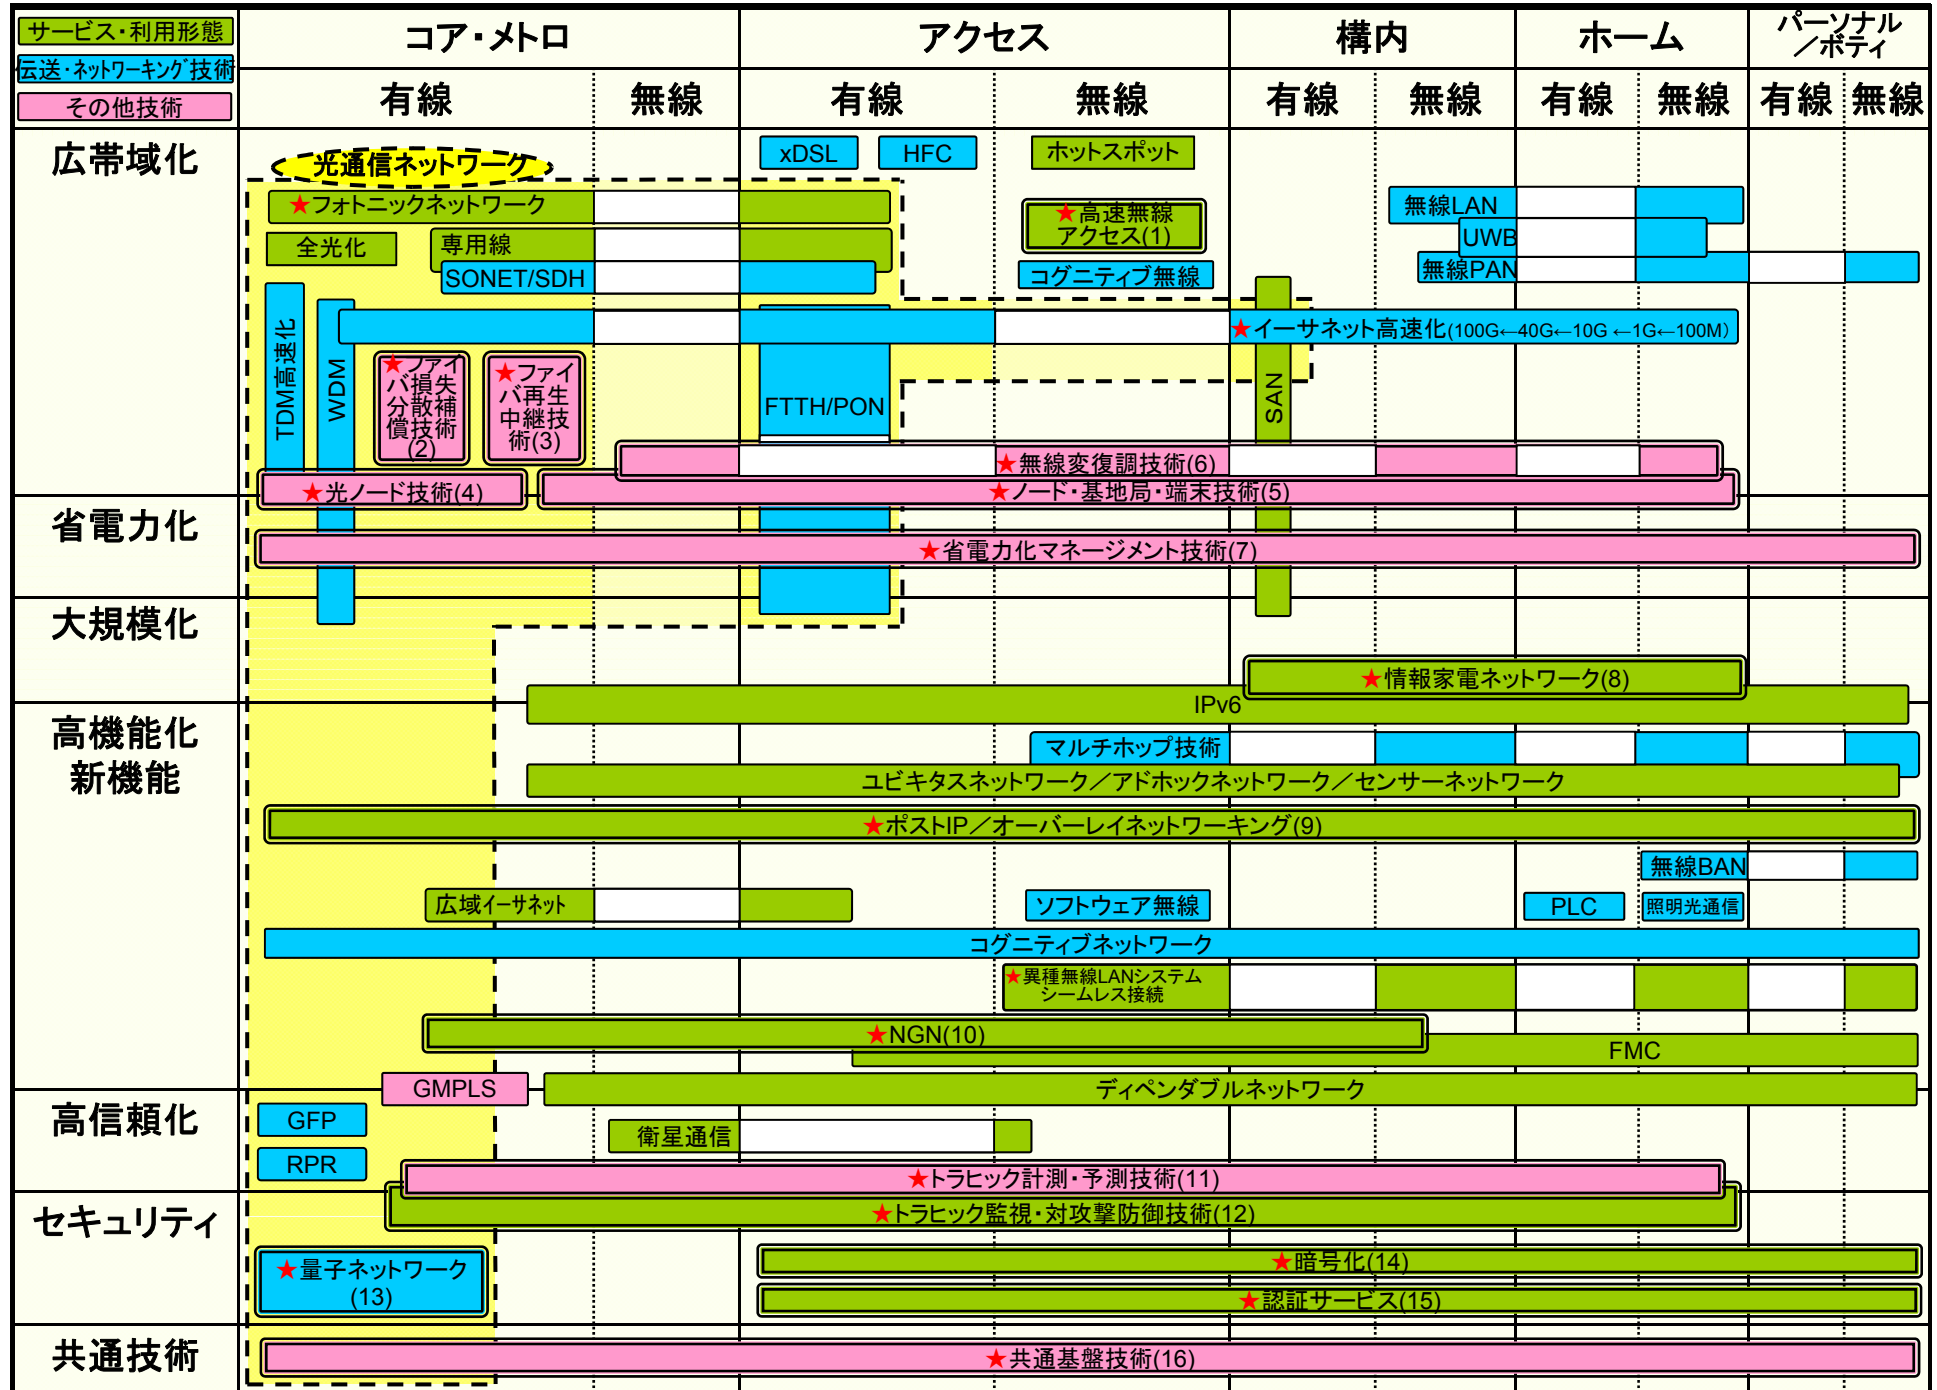 サービス・利用形態
伝送・ネットワーキング技術
その他技術
コア・メトロ
アクセス
構内
ホーム
パーソナル
／ボディ
有線
無線
有線
無線
有線
無線
有線
無線
有線
無線
広帯域化
光通信ネットワーク
xDSL
HFC
ホットスポット
★フォトニックネットワーク
★高速無線
アクセス(1)
無線LAN
全光化
専用線
UWB
SONET/SDH
コグニティブ無線
無線PAN
TDM高速化
WDM
★イーサネット高速化(100G←40G←10G←1G←100M)
★ファイ
バ損失
分散補
償技術
(2)
★ファイ
バ再生
中継技
術(3)
FTTH/PON
SAN
★無線変復調技術(6)
★光ノード技術(4)
★ノード・基地局・端末技術(5)
省電力化
★省電力化マネージメント技術(7)
大規模化
★情報家電ネットワーク(8)
IPv6
高機能化
新機能
マルチホップ技術
ユビキタスネットワーク／アドホックネットワーク／センサーネットワーク
★ポストIP／オーバーレイネットワーキング(9)
無線BAN
広域イーサネット
ソフトウェア無線
PLC
照明光通信
コグニティブネットワーク
★異種無線LANシステム
シームレス接続
★NGN(10)
FMC
GMPLS
ディペンダブルネットワーク
高信頼化
GFP
衛星通信
RPR
★トラヒック計測・予測技術(11)
セキュリティ
★トラヒック監視・対攻撃防御技術(12)
★量子ネットワーク
(13)
★暗号化(14)
★認証サービス(15)
共通技術
★共通基盤技術(16)